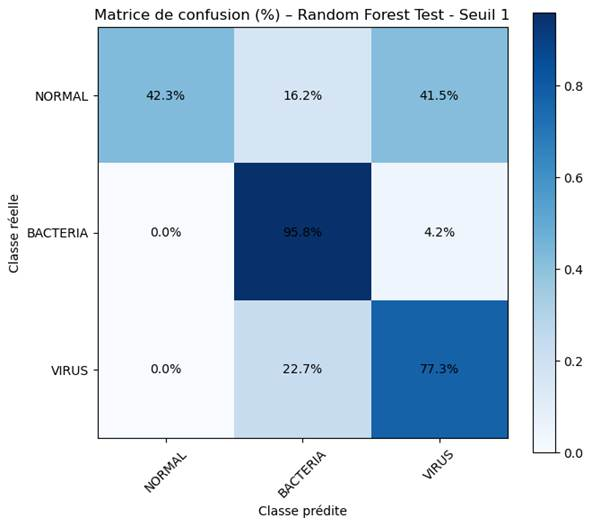 Matrice de confusion (%) – Random Forest Test - Seuil 1
NORMAL 42.3% 16.2% 41.5%
BACTERIA 0.0% 95.8% 4.2%
VIRUS 0.0% 22.7% 77.3%
Classe réelle
NORMAL BACTERIA VIRUS
Classe prédite
0.8
0.6
0.4
0.2
0.0